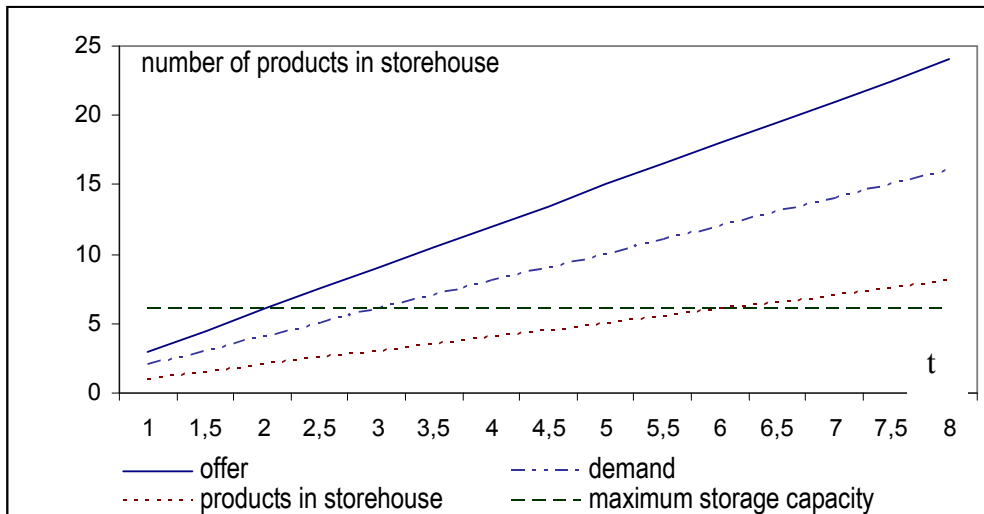 number of products in storehouse
25
20
15
10
5
0
t
1 1,5 2 2,5 3 3,5 4 4,5 5 5,5 6 6,5 7 7,5 8
offer demand
products in storehouse maximum storage capacity